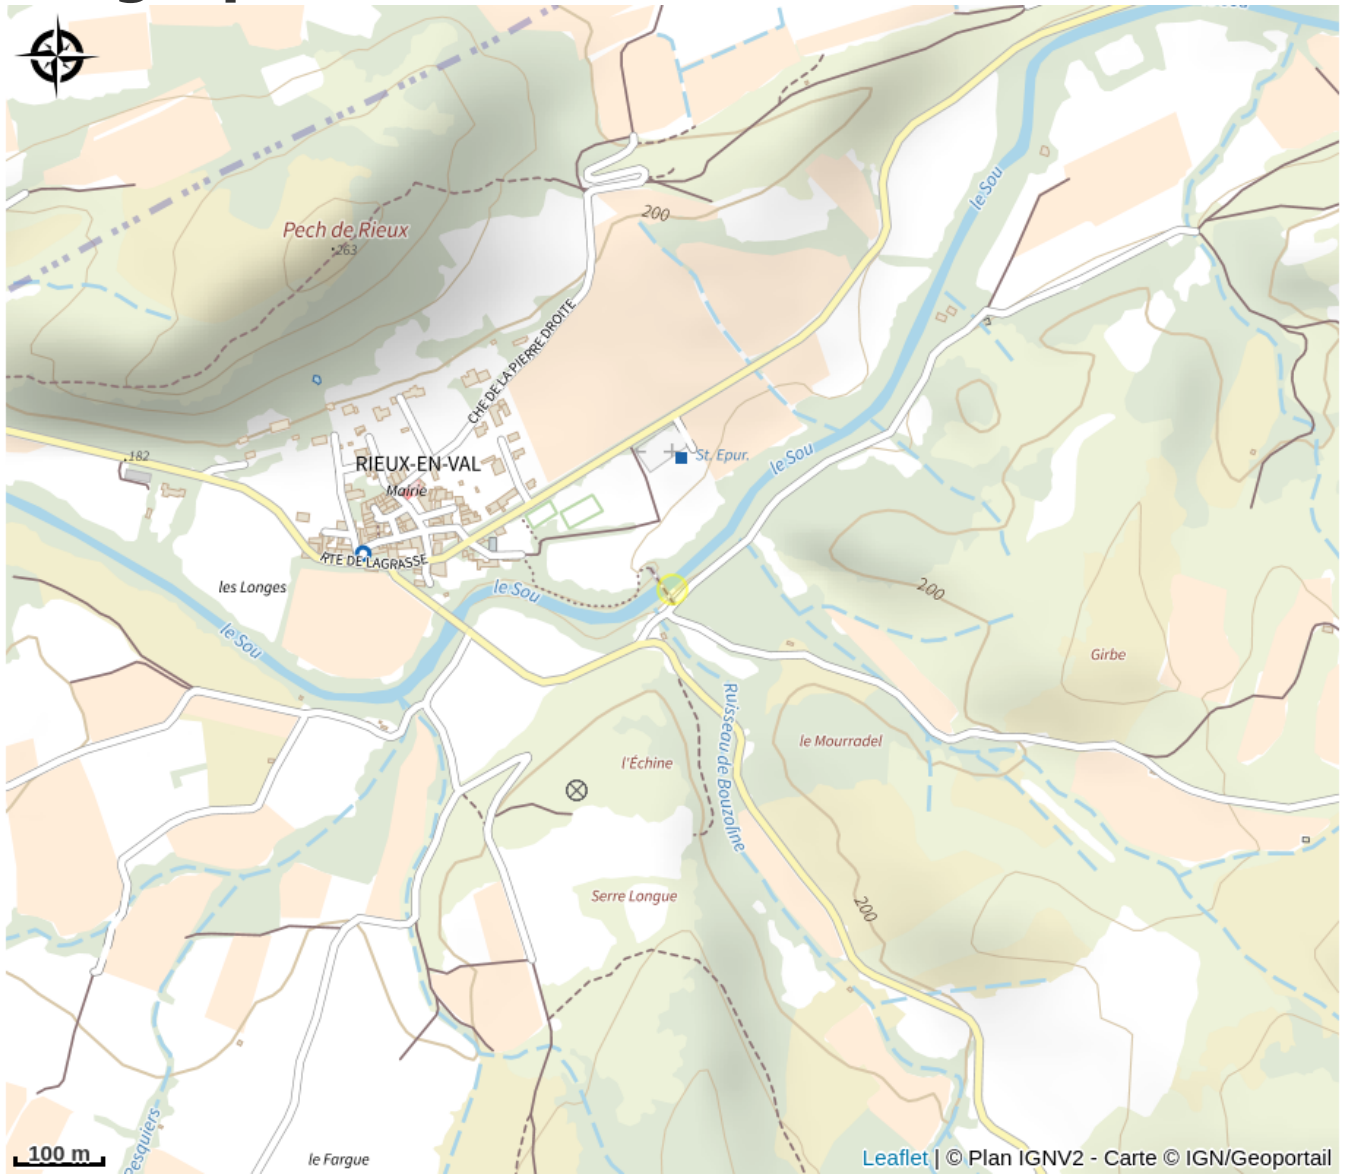 le Sou
200
Pech de Rieux
263
CHE DE LA PIERRE DROITE
182
RIEUX-EN-VAL
Mairie
St. Epur.
le Sou
RTE DE LAGRASSE
les Longes
le Sou
200
le Sou
Girbe
Ruisseau de Bouzoline
le Mourradel
l'Échine
Serre Longue
200
esquiers
le Fargue
100 m
Leaflet | © Plan IGNV2 - Carte © IGN/Geoportail